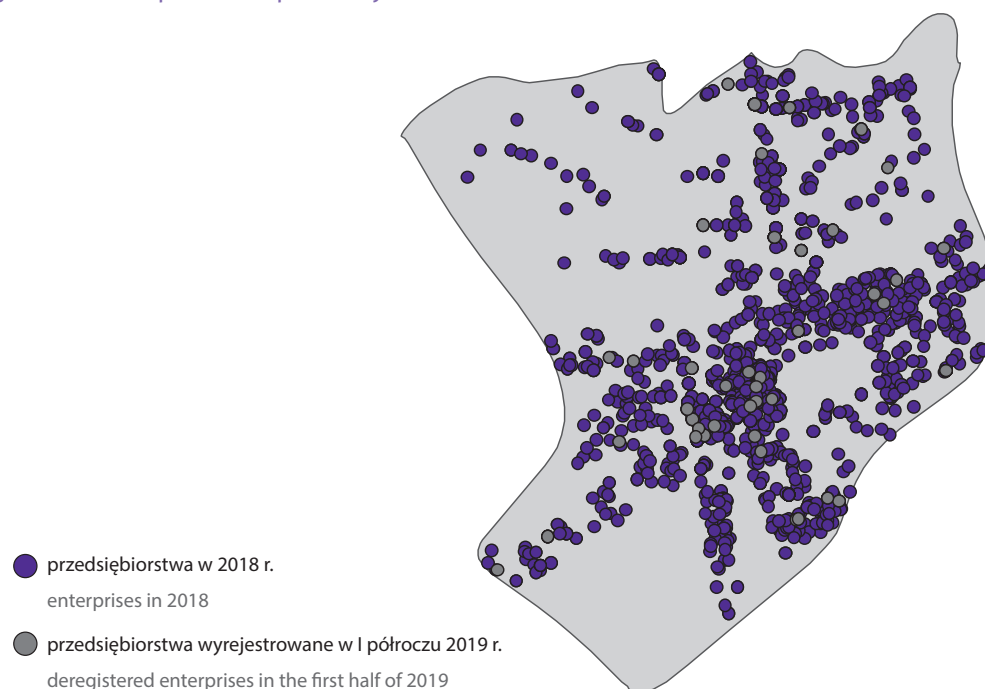 przedsiębiorstwa w 2018 r.
enterprises in 2018
przedsiębiorstwa wyrejestrowane w I półroczu 2019 r.
deregistered enterprises in the first half of 2019